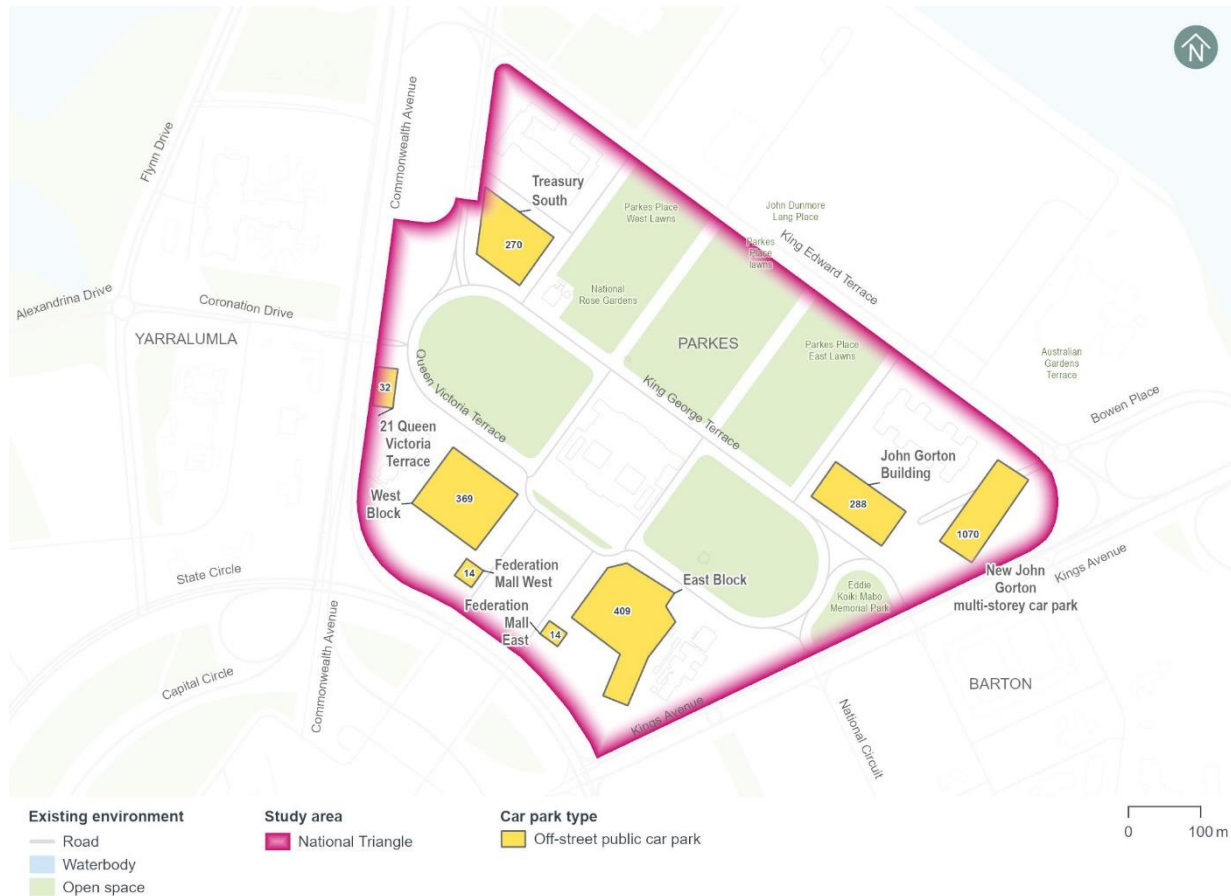 N
Commonwealth Avenue
Flynn Drive
Treasury
South
270
Parkes Place
West Lawns
John Dunmore
Lang Place
Parkes
Place
lawns
King Edward Terrace
National
Rose Gardens
Alexandrina Drive
Coronation Drive
YARRALUMLA
PARKES
Parkes Place
East Lawns
Australian
Gardens
Terrace
Queen Victoria Terrace
King George Terrace
Bowen Place
32
21 Queen
Victoria
Terrace
John Gorton
Building
West
Block
369
288
1070
Kings Avenue
State Circle
14
Federation
Mall West
East Block
New John
Gorton
multi-storey car park
Eddie
Koiki Mabo
Memorial Park
Federation
Mall
East
14
409
Commonwealth Avenue
Capital Circle
BARTON
Kings Avenue
National Circuit
Existing environment
Road
Waterbody
Open space
Study area
National Triangle
Car park type
Off-street public car park
0 100 m